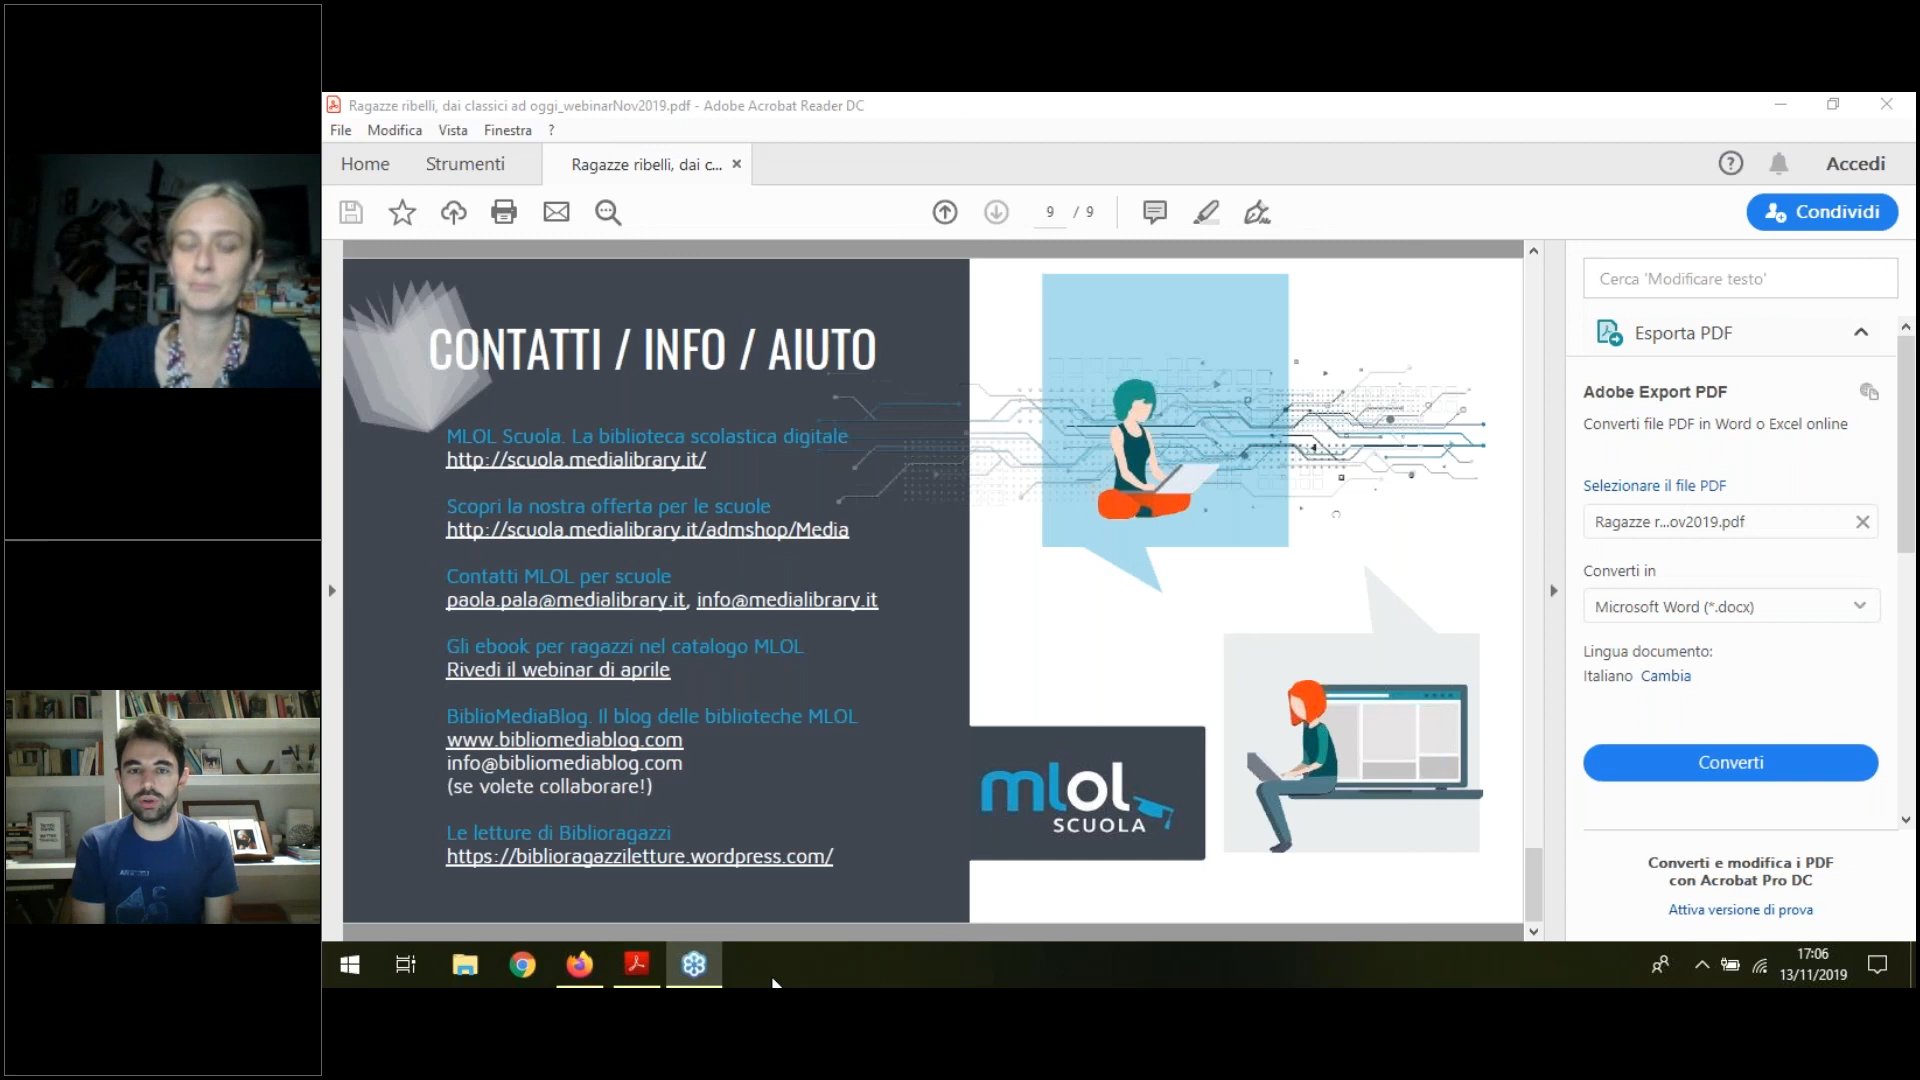 Ragazze ribelli, dai classici ad oggi_webinarNov2019.pdf - Adobe Acrobat Reader DC
File Modifica Vista Finestra ?
Home Strumenti Ragazze ribelli, dai c... × Accedi
9 / 9 Condividi
CONTATTI / INFO / AIUTO
MLOL Scuola. La biblioteca scolastica digitale
http://scuola.medialibrary.it/
Scopri la nostra offerta per le scuole
http://scuola.medialibrary.it/admshop/Media
Contatti MLOL per scuole
paola.pala@medialibrary.it, info@medialibrary.it
Gli ebook per ragazzi nel catalogo MLOL
Rivedi il webinar di aprile
BiblioMediaBlog. Il blog delle biblioteche MLOL
www.bibliomediablog.com
info@bibliomediablog.com
(se volete collaborare!)
Le letture di Biblioragazzi
https://biblioragazziletture.wordpress.com/
mlol
SCUOLA
Cerca 'Modificare testo'
Esporta PDF
Adobe Export PDF
Converti file PDF in Word o Excel online
Selezionare il file PDF
Ragazze r...ov2019.pdf
Converti in
Microsoft Word (*.docx)
Lingua documento:
Italiano Cambia
Converti
Converti e modifica i PDF
con Acrobat Pro DC
Attiva versione di prova
17:06
13/11/2019